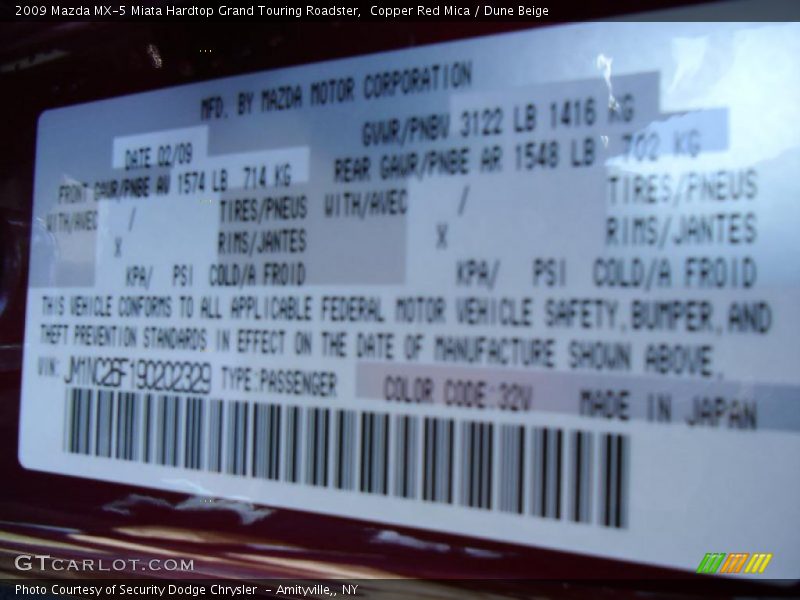 2009 Mazda MX-5 Miata Hardtop Grand Touring Roadster, Copper Red Mica / Dune Beige
MFD. BY MAZDA MOTOR CORPORATION
DATE 02/09 GVWR/PNBV 3122 LB 1416 KG
FRONT GAWR/PNBE AV 1574 LB 714 KG REAR GAWR/PNBE AR 1548 LB 702 KG
WITH/AVEC / TIRES/PNEUS WITH/AVEC / TIRES/PNEUS
X RIMS/JANTES X RIMS/JANTES
KPA/ PSI COLD/A FROID KPA/ PSI COLD/A FROID
THIS VEHICLE CONFORMS TO ALL APPLICABLE FEDERAL MOTOR VEHICLE SAFETY, BUMPER, AND
THEFT PREVENTION STANDARDS IN EFFECT ON THE DATE OF MANUFACTURE SHOWN ABOVE.
VIN: JM1NC26F190202329 TYPE:PASSENGER COLOR CODE:32V MADE IN JAPAN
GTCARLOT.COM
Photo Courtesy of Security Dodge Chrysler - Amityville,, NY